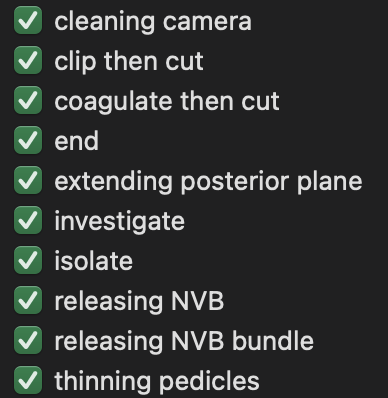 cleaning camera
clip then cut
coagulate then cut
end
extending posterior plane
investigate
isolate
releasing NVB
releasing NVB bundle
thinning pedicles